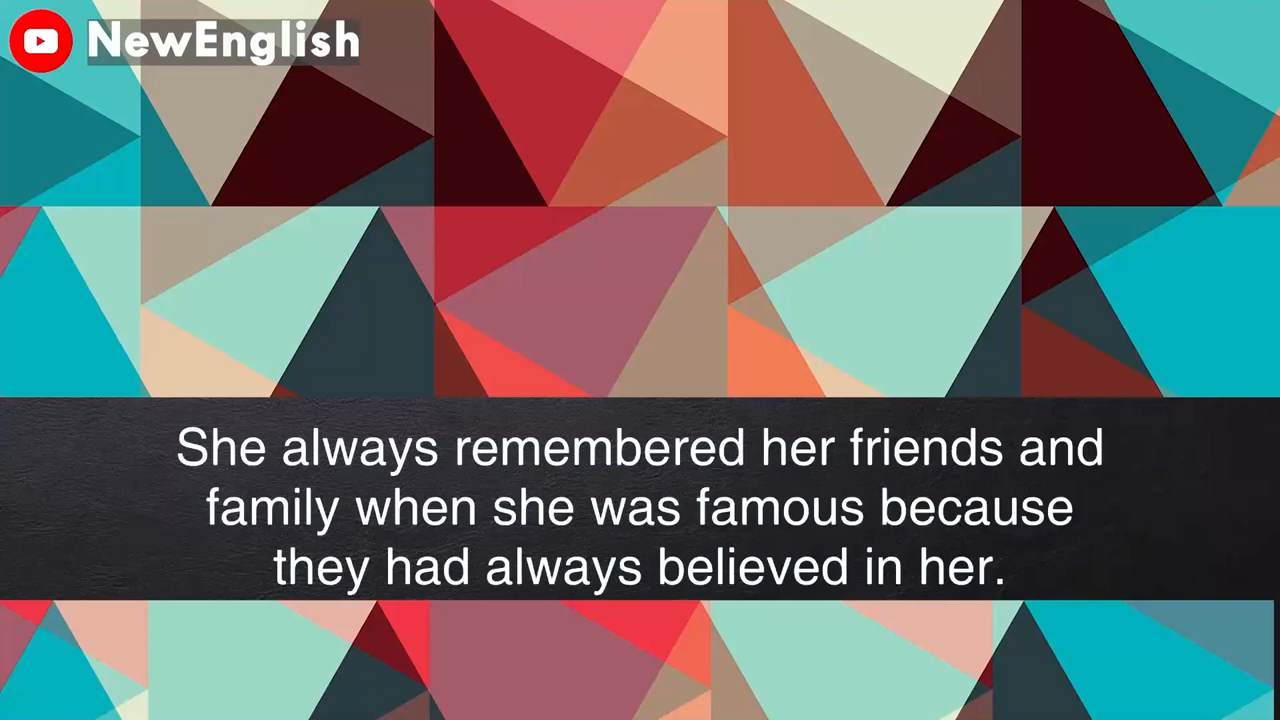 NewEnglish
She always remembered her friends and
family when she was famous because
they had always believed in her.